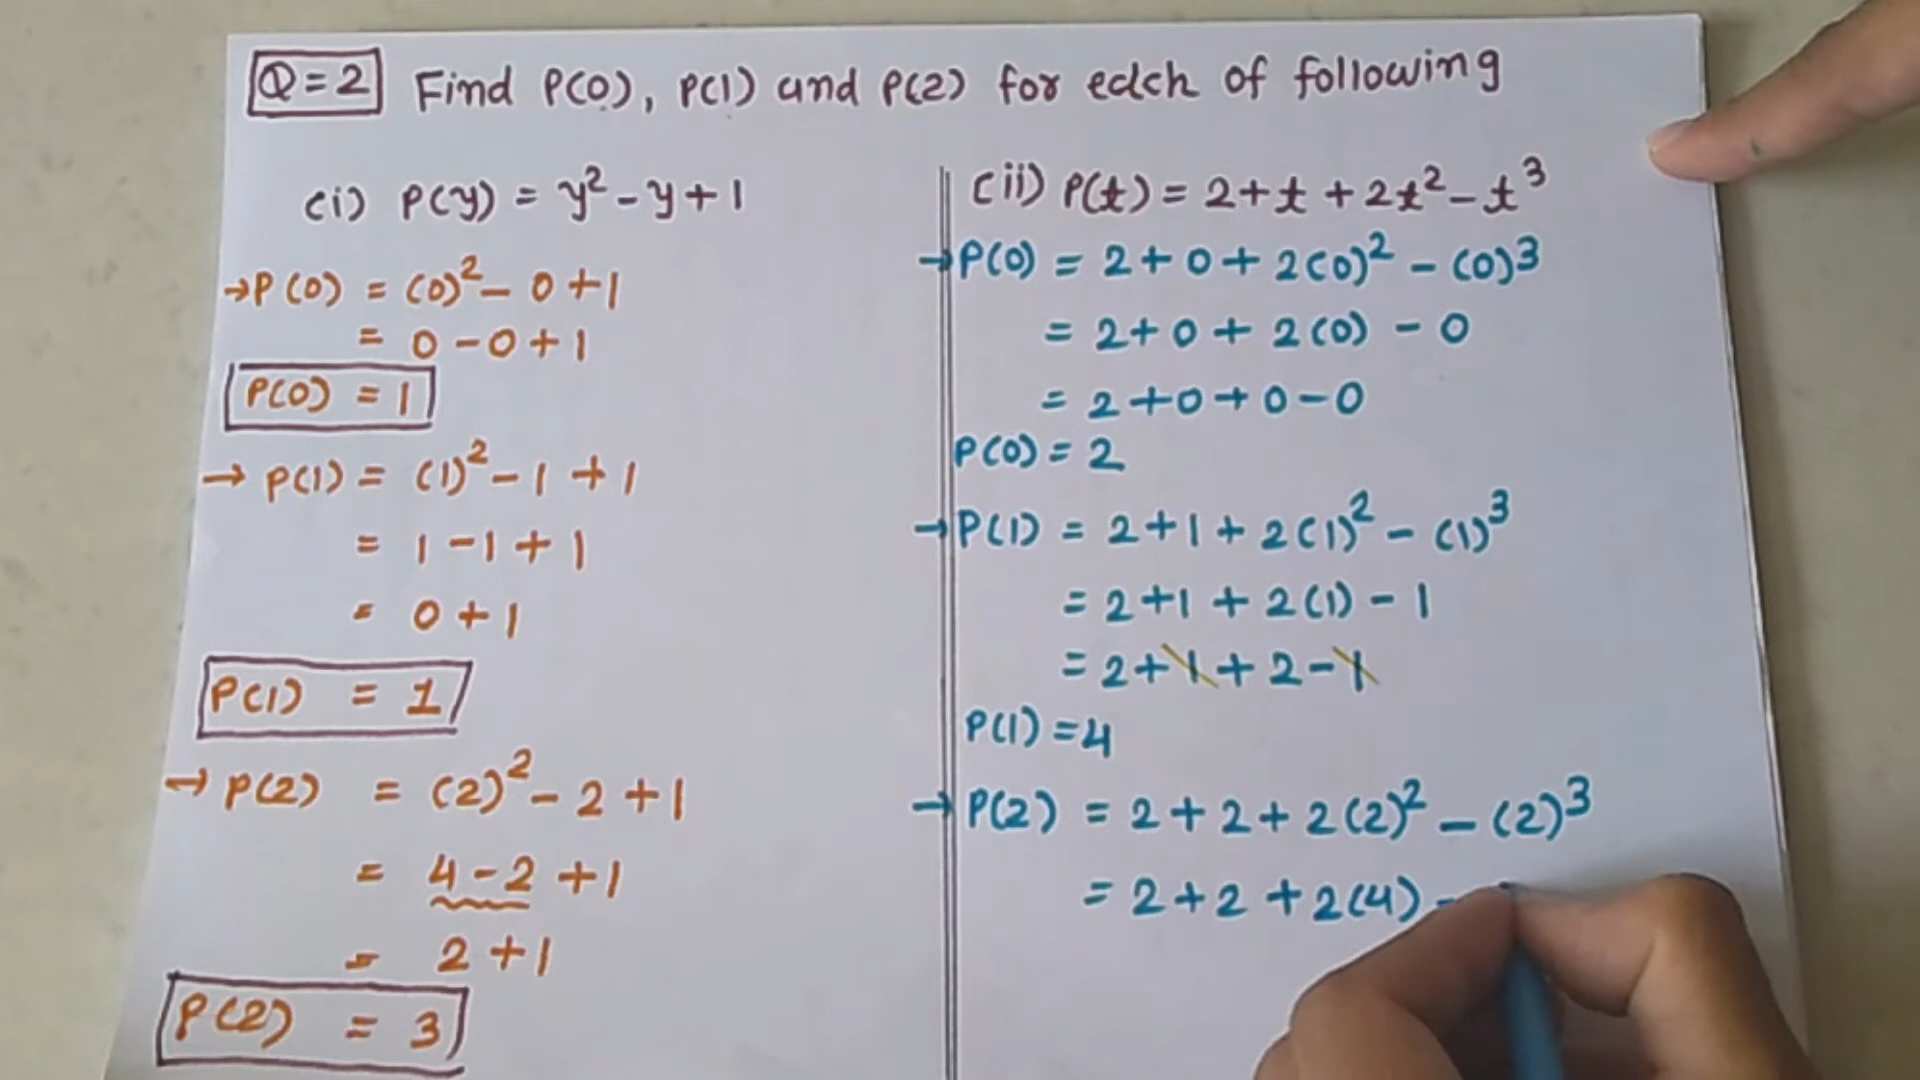 Q=2 Find P(0), P(1) and P(2) for edch of following
(i) P(y) = y² - y + 1
→P(0) = (0)² - 0 + 1
= 0 - 0 + 1
P(0) = 1
→ P(1) = (1)² - 1 + 1
= 1 - 1 + 1
= 0 + 1
P(1) = 1
→ P(2) = (2)² - 2 + 1
= 4 - 2 + 1
= 2 + 1
P(2) = 3
(ii) P(t) = 2 + t + 2t² - t³
→P(0) = 2 + 0 + 2(0)² - (0)³
= 2 + 0 + 2(0) - 0
= 2 + 0 + 0 - 0
P(0) = 2
→P(1) = 2 + 1 + 2(1)² - (1)³
= 2 + 1 + 2(1) - 1
= 2 + 1 + 2 - 1
P(1) = 4
→P(2) = 2 + 2 + 2(2)² - (2)³
= 2 + 2 + 2(4) -